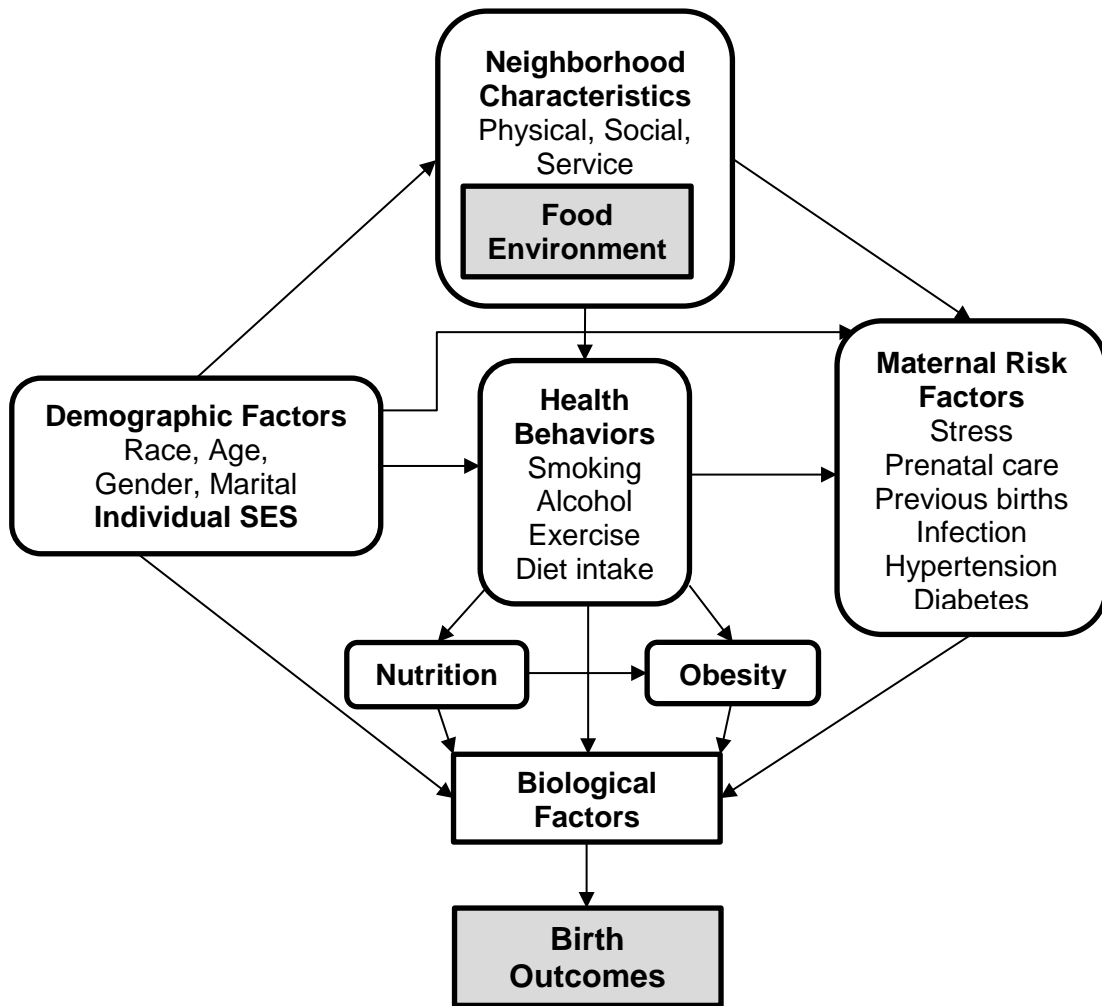 Neighborhood
Characteristics
Physical, Social,
Service
Food
Environment
Demographic Factors
Race, Age,
Gender, Marital
Individual SES
Health
Behaviors
Smoking
Alcohol
Exercise
Diet intake
Maternal Risk
Factors
Stress
Prenatal care
Previous births
Infection
Hypertension
Diabetes
Nutrition
Obesity
Biological
Factors
Birth
Outcomes